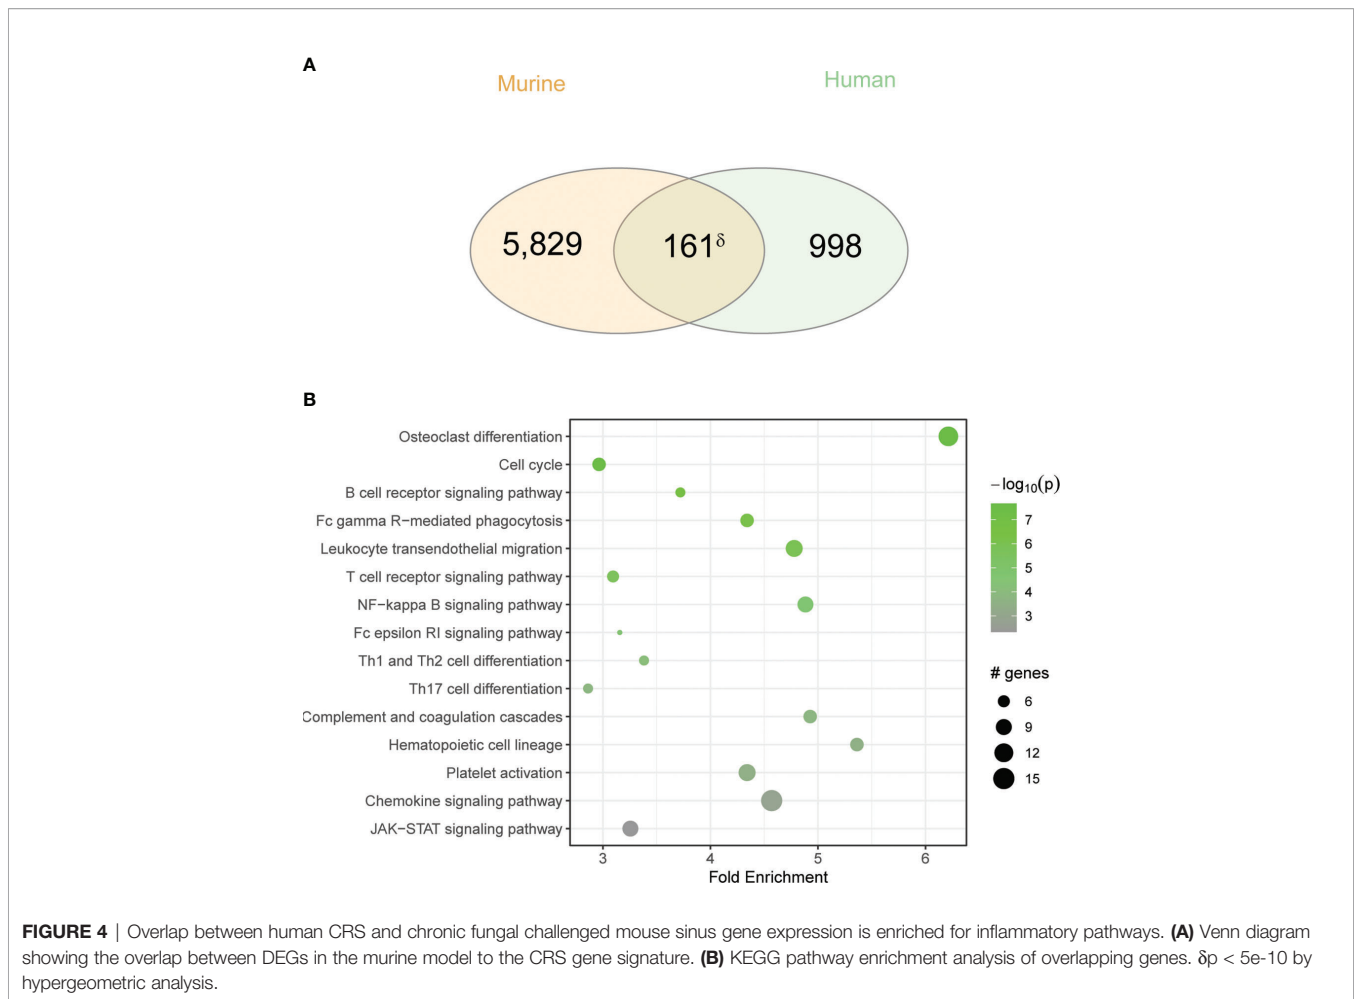 A
Murine
Human
5,829
161δ
998
B
Osteoclast differentiation
Cell cycle
B cell receptor signaling pathway
Fc gamma R−mediated phagocytosis
Leukocyte transendothelial migration
T cell receptor signaling pathway
NF−kappa B signaling pathway
Fc epsilon RI signaling pathway
Th1 and Th2 cell differentiation
Th17 cell differentiation
Complement and coagulation cascades
Hematopoietic cell lineage
Platelet activation
Chemokine signaling pathway
JAK−STAT signaling pathway
3 4 5 6
Fold Enrichment
−log10(p)
7
6
5
4
3
# genes
6
9
12
15
FIGURE 4 | Overlap between human CRS and chronic fungal challenged mouse sinus gene expression is enriched for inflammatory pathways. (A) Venn diagram
showing the overlap between DEGs in the murine model to the CRS gene signature. (B) KEGG pathway enrichment analysis of overlapping genes. δp < 5e-10 by
hypergeometric analysis.